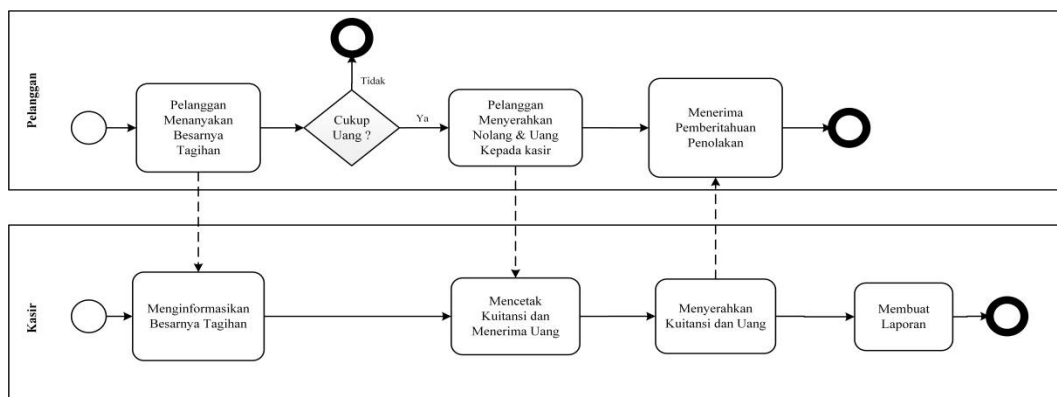 Pelanggan
Pelanggan
Menanyakan
Besarnya
Tagihan
Cukup
Uang ?
Tidak
Ya
Pelanggan
Menyerahkan
Nolang & Uang
Kepada kasir
Menerima
Pemberitahuan
Penolakan
Kasir
Menginformasikan
Besarnya Tagihan
Mencetak
Kuitansi dan
Menerima Uang
Menyerahkan
Kuitansi dan Uang
Membuat
Laporan